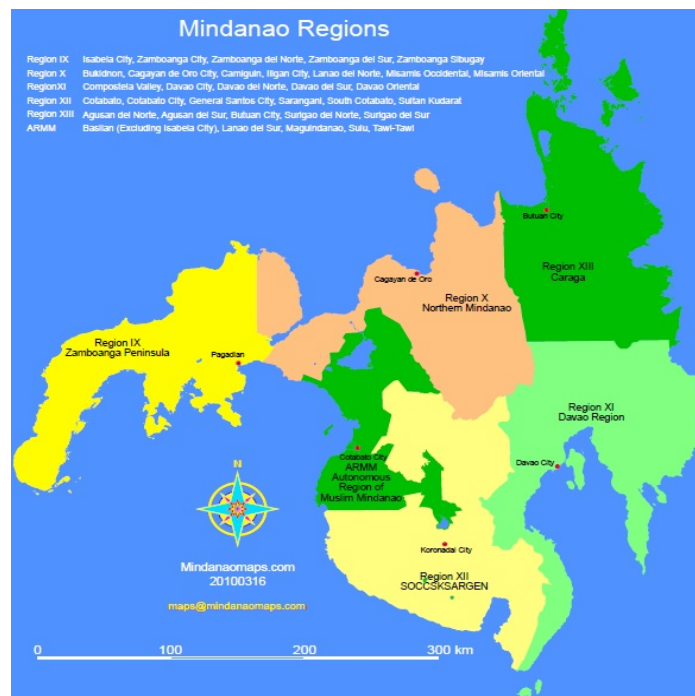 Mindanao Regions
Region IX Isabela City, Zamboanga City, Zamboanga del Norte, Zamboanga del Sur, Zamboanga Sibugay
Region X Bukidnon, Cagayan de Oro City, Camiguin, Iligan City, Lanao del Norte, Misamis Occidental, Misamis Oriental
RegionXI Compostela Valley, Davao City, Davao del Norte, Davao del Sur, Davao Oriental
Region XII Cotabato, Cotabato City, General Santos City, Sarangani, South Cotabato, Sultan Kudarat
Region XIII Agusan del Norte, Agusan del Sur, Butuan City, Surigao del Norte, Surigao del Sur
ARMM Basilan (Excluding Isabela City), Lanao del Sur, Maguindanao, Sulu, Tawi-Tawi
Butuan City
Region XIII
Caraga
Cagayan de Oro
Region X
Northern Mindanao
Region IX
Zamboanga Peninsula
Pagadian
Region XI
Davao Region
Cotabato City
ARMM
Autonomous
Region of
Muslim Mindanao
Davao City
N
Koronadal City
Mindanaomaps.com
20100316
Region XII
SOCCSKSARGEN
maps@mindanaomaps.com
0 100 200 300 km